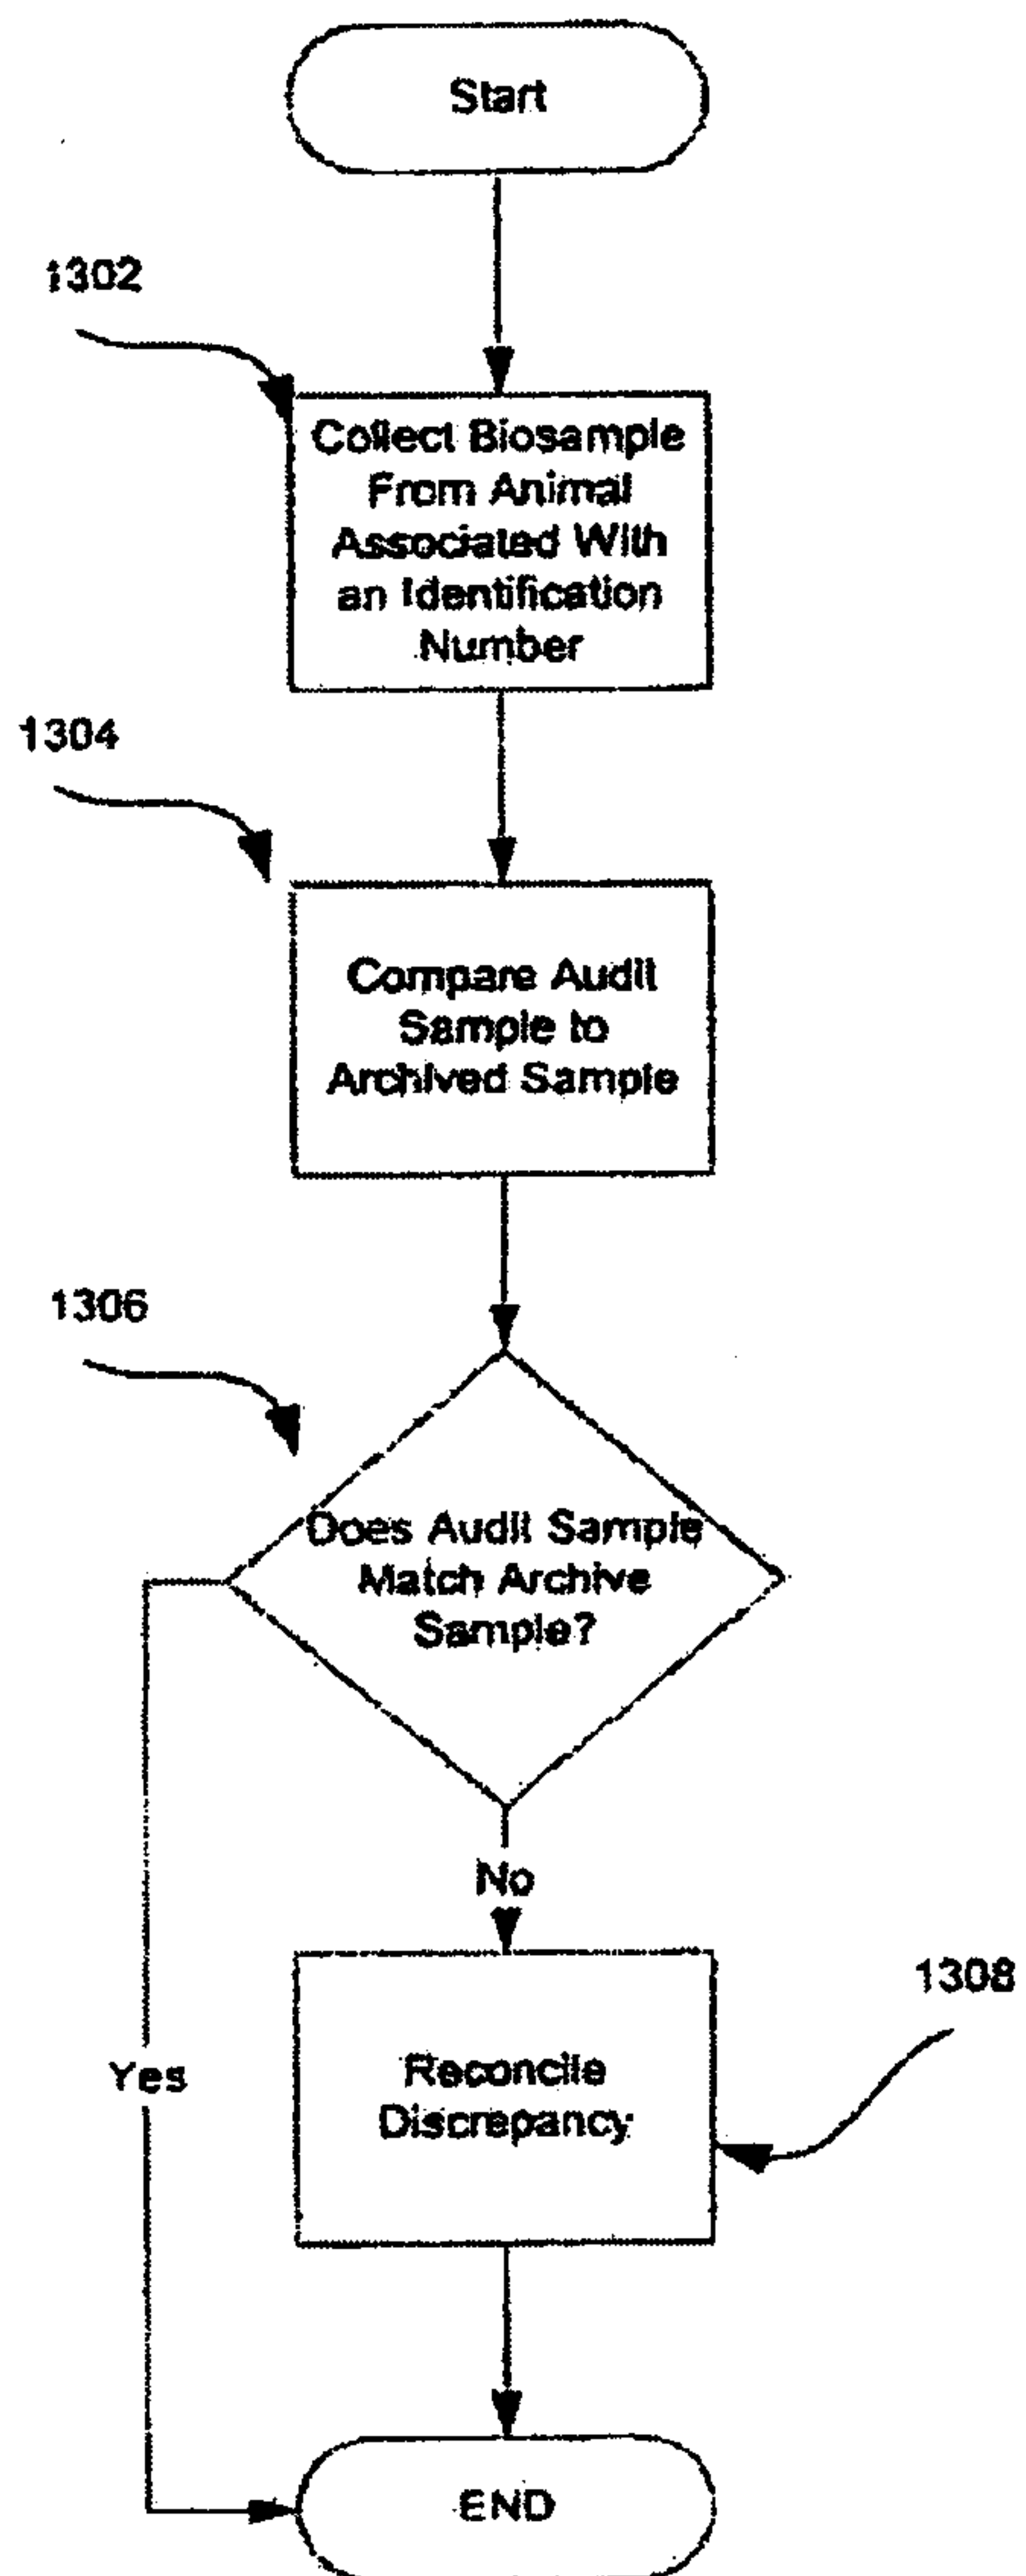 Start
1302
Collect Biosample
From Animal
Associated With
an Identification
Number
1304
Compare Audit
Sample to
Archived Sample
1306
Does Audit Sample
Match Archive
Sample?
No
1308
Reconcile
Discrepancy
Yes
END